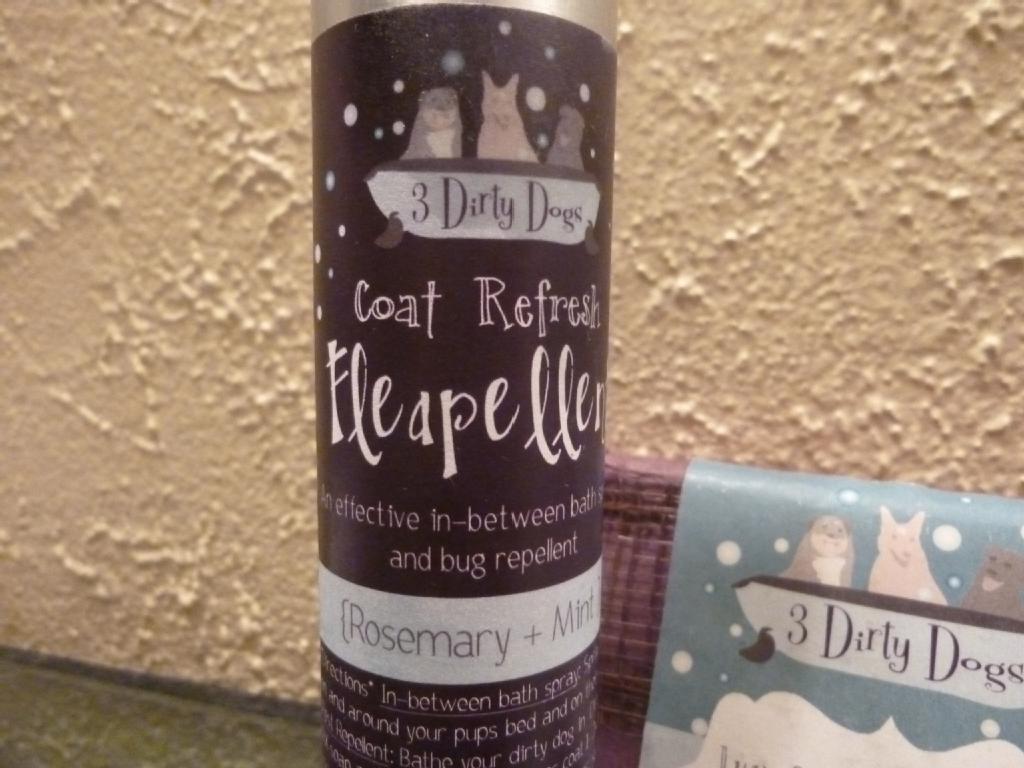 3 Dirty Dogs
Coat Refresh
Fleapellen
An effective in-between bath
and bug repellent
{Rosemary + Mint
In-between bath spray:
and around your pups bed and on
Repellent: Bathe your dirty dog in
coat
3 Dirty Dogs